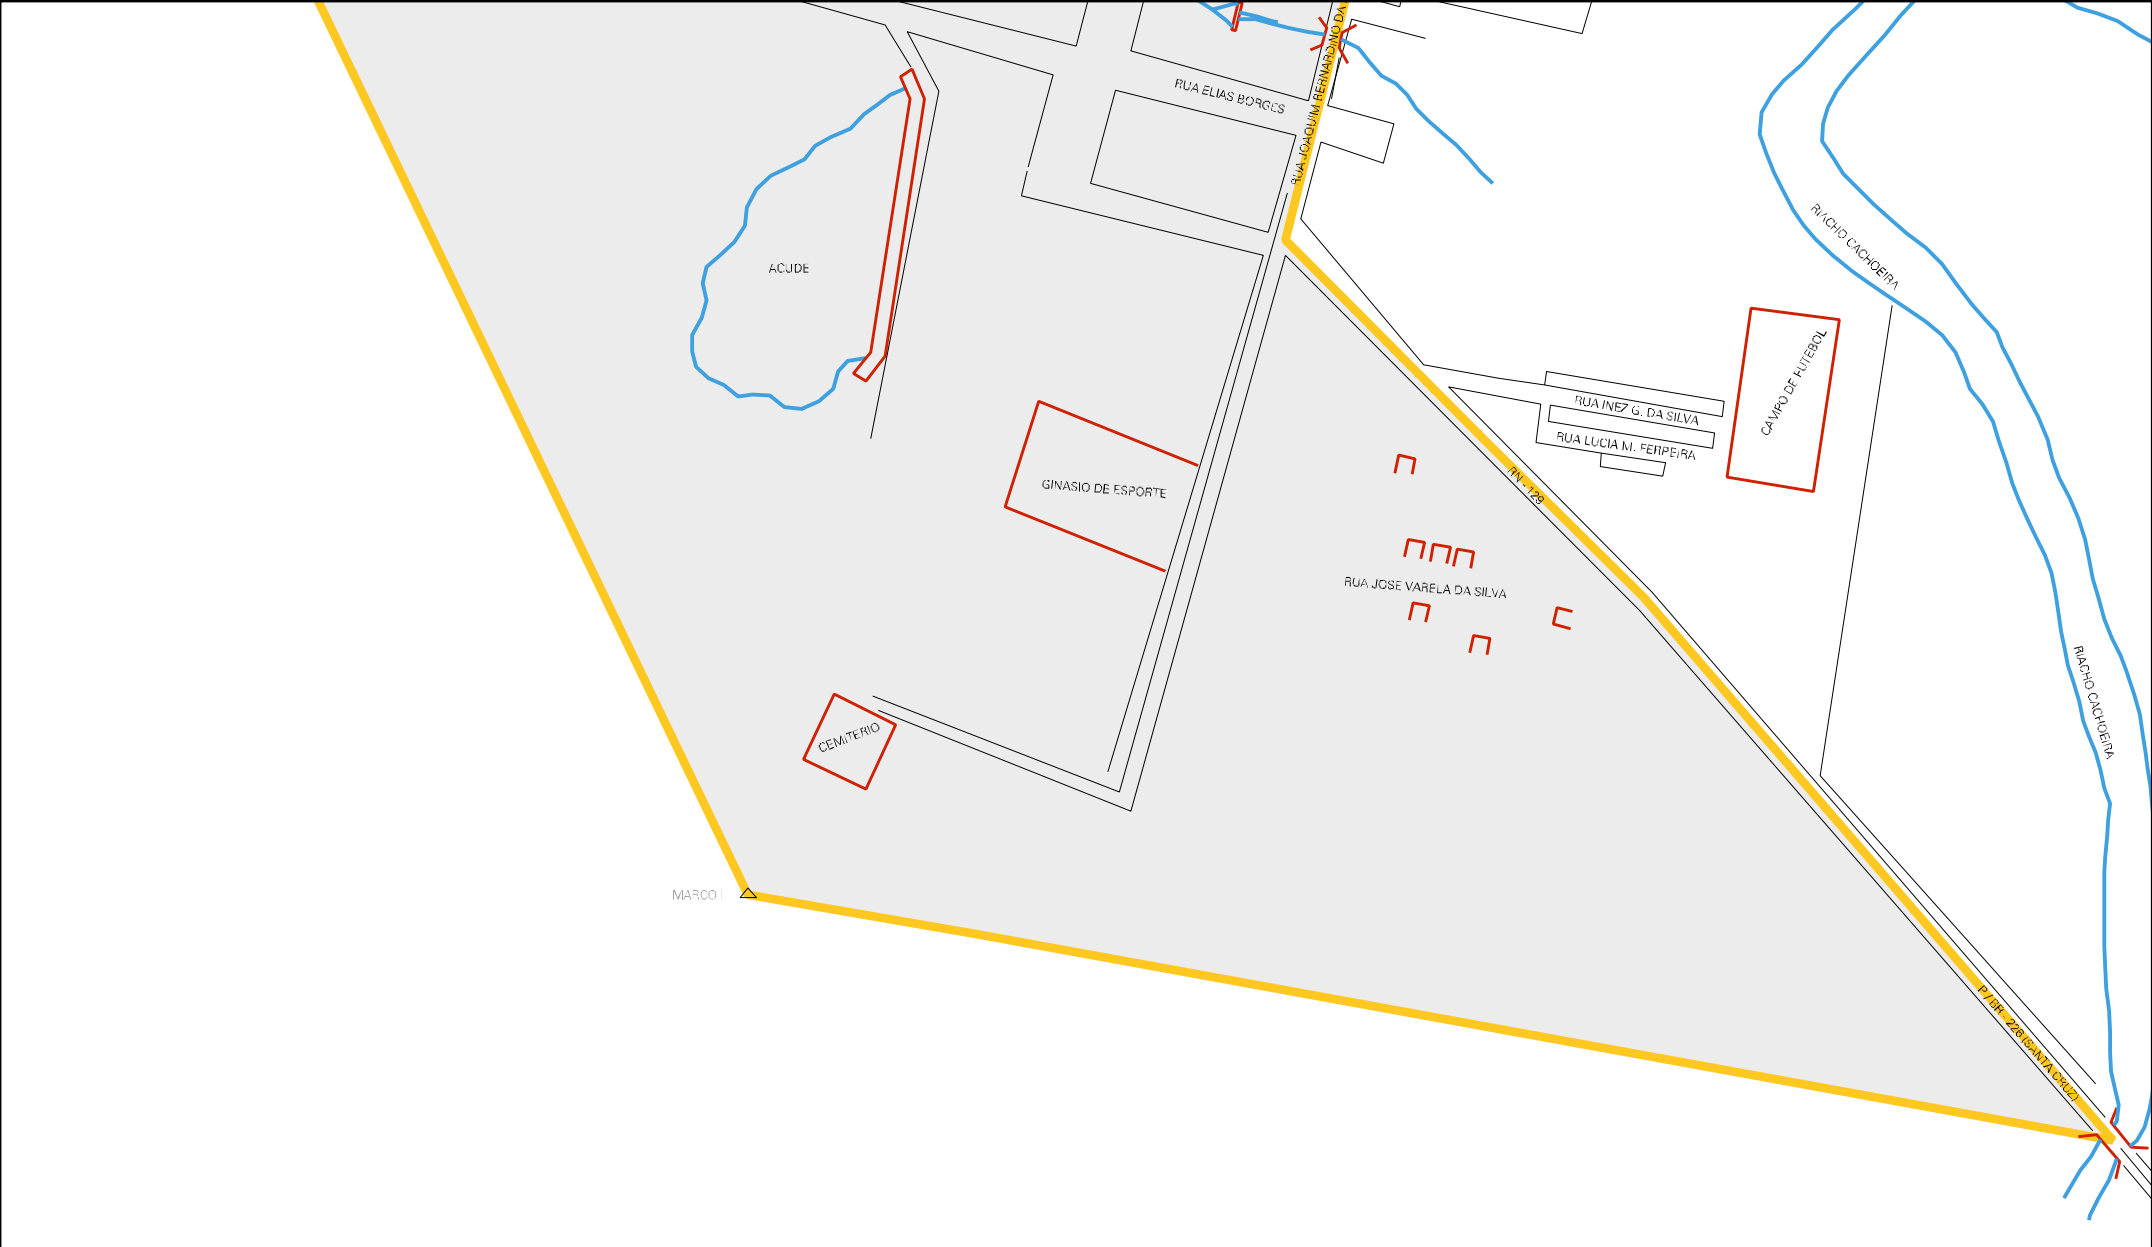 RUA ELIAS BORGES
RUA JOAQUIM BERNARDINO DA
RIACHO CACHOEIRA
ACUDE
CAMPO DE FUTEBOL
RUA INEZ G. DA SILVA
RUA LUCIA M. FERREIRA
RN - 129
GINASIO DE ESPORTE
RUA JOSE VARELA DA SILVA
RIACHO CACHOEIRA
CEMITERIO
MARCO I
P/ BR - 226 (SANTA CRUZ)